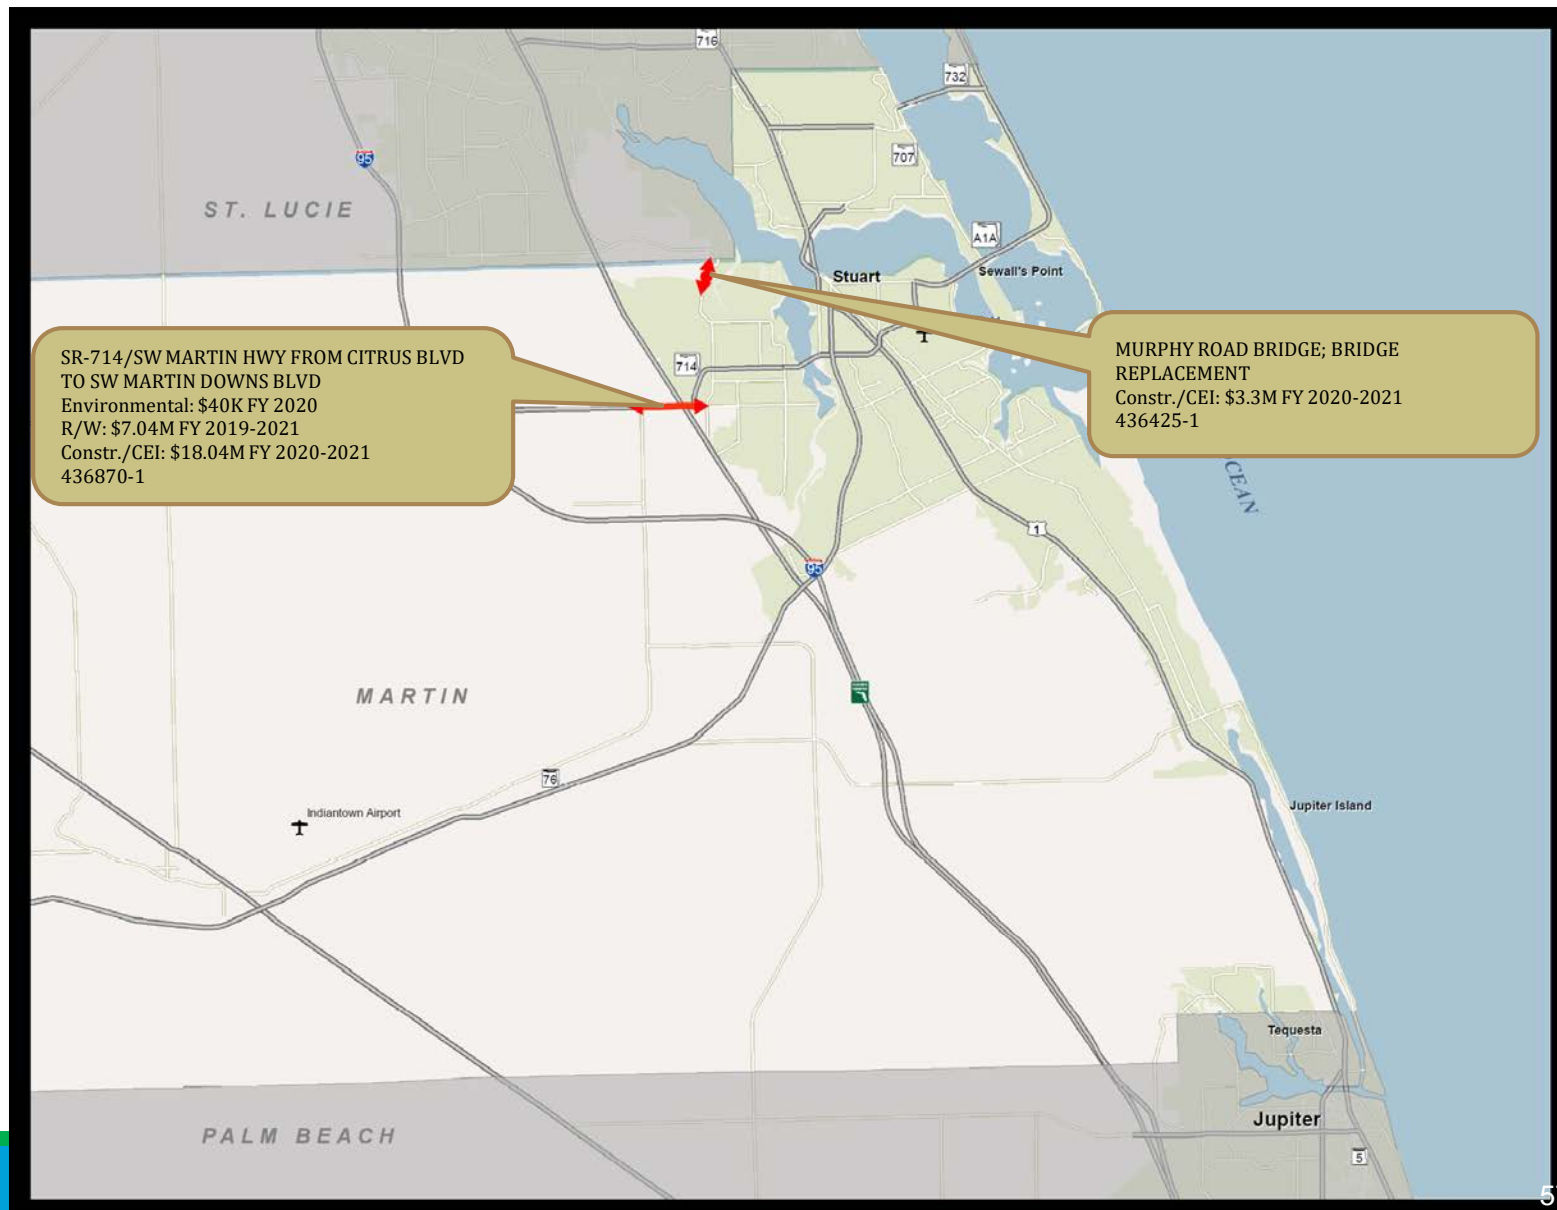 716
732
95
707
ST. LUCIE
A1A
Stuart
Sewall's Point
SR-714/SW MARTIN HWY FROM CITRUS BLVD
TO SW MARTIN DOWNS BLVD
Environmental: $40K FY 2020
R/W: $7.04M FY 2019-2021
Constr./CEI: $18.04M FY 2020-2021
436870-1
714
MURPHY ROAD BRIDGE; BRIDGE
REPLACEMENT
Constr./CEI: $3.3M FY 2020-2021
436425-1
CEAN
1
95
MARTIN
76
Indiantown Airport
Jupiter Island
Tequesta
Jupiter
PALM BEACH
5